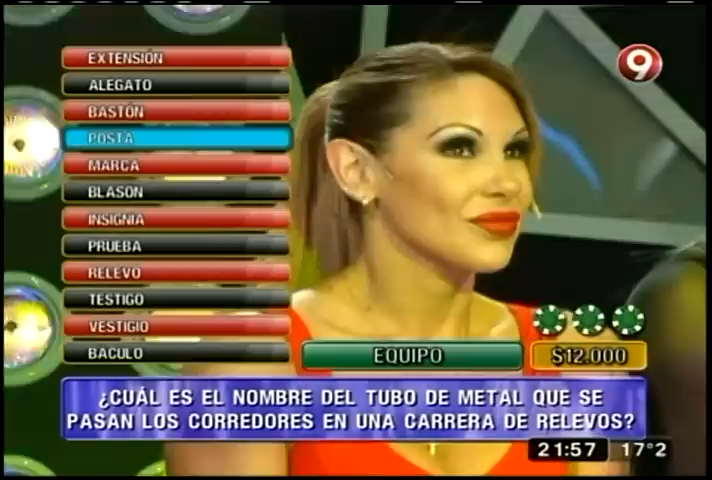 EXTENSIÓN
9
ALEGATO
BASTÓN
POSTA
MARCA
BLASÓN
INSIGNIA
PRUEBA
RELEVO
TESTIGO
VESTIGIO
BACULO
EQUIPO
$12.000
¿CUÁL ES EL NOMBRE DEL TUBO DE METAL QUE SE
PASAN LOS CORREDORES EN UNA CARRERA DE RELEVOS?
21:57 17°2